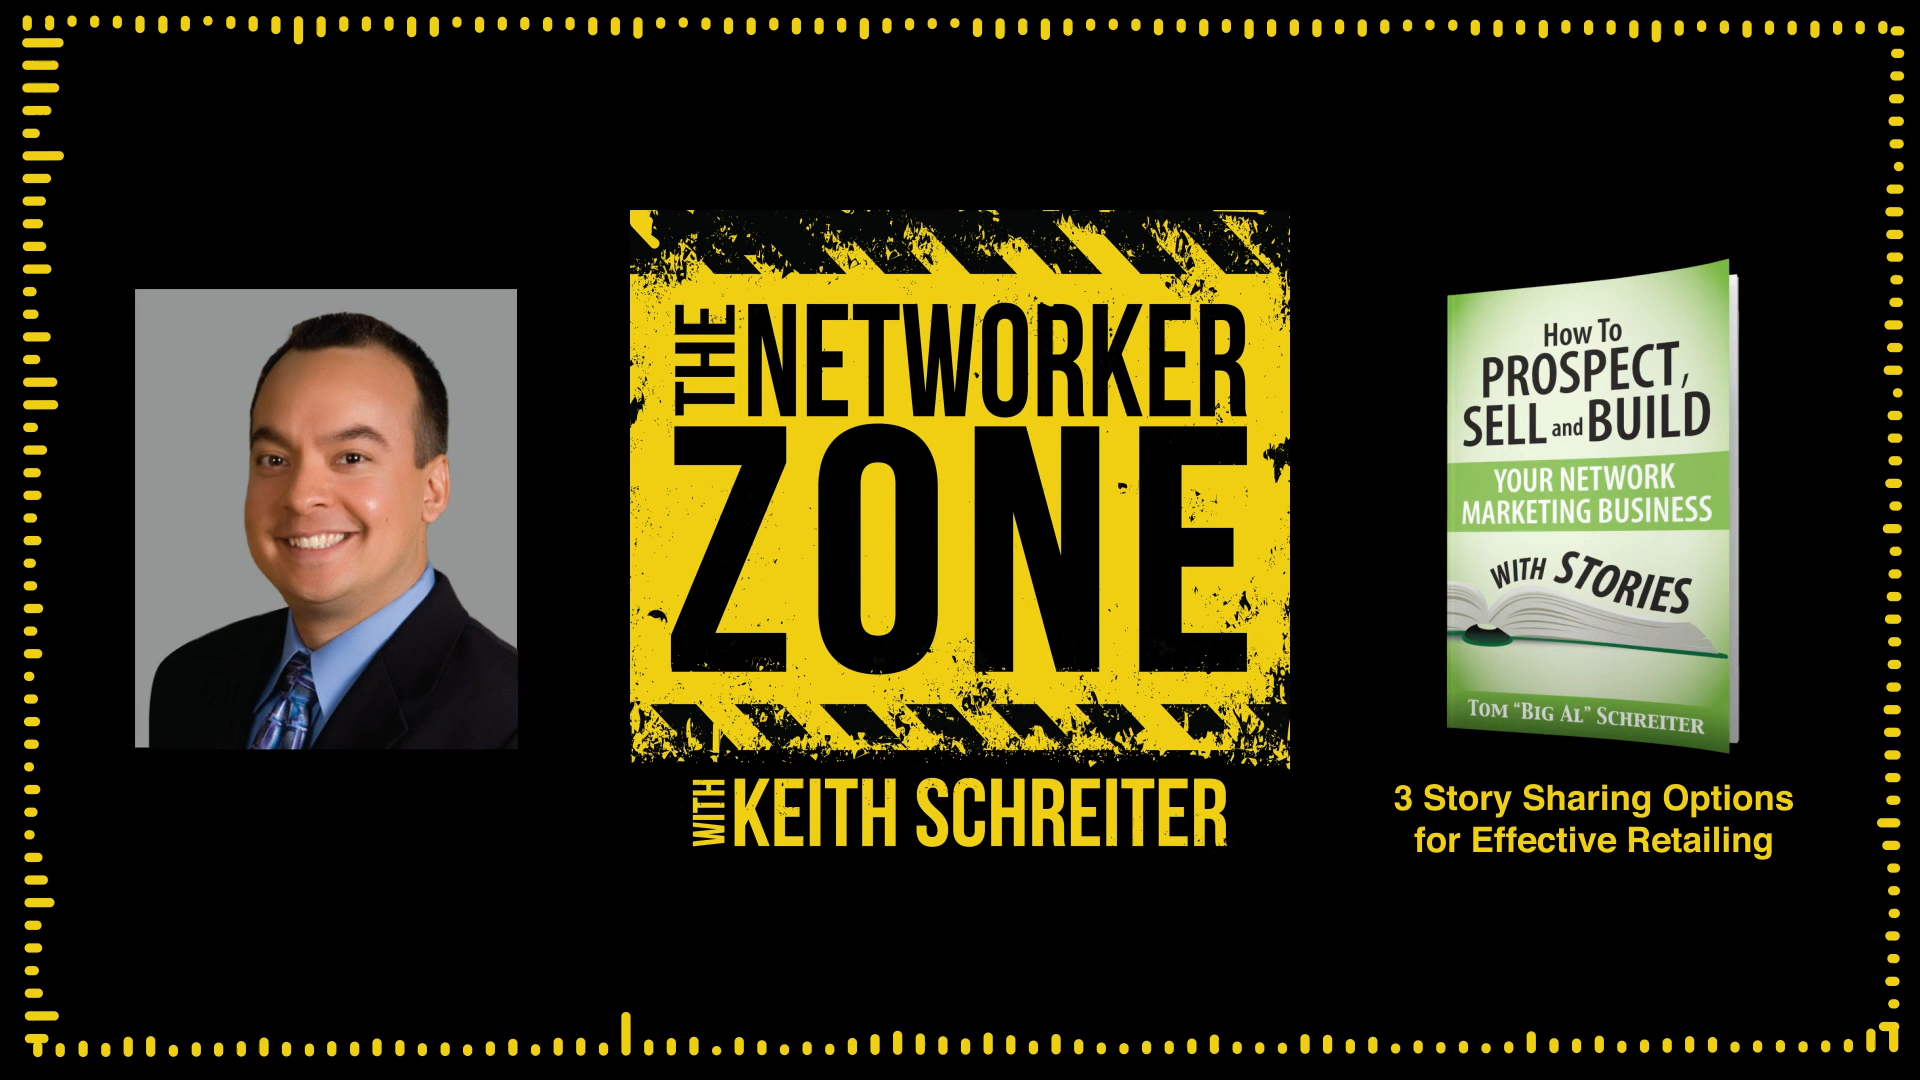 THE NETWORKER
ZONE
WITH KEITH SCHREITER
How To
PROSPECT,
SELL and BUILD
YOUR NETWORK
MARKETING BUSINESS
WITH STORIES
TOM “BIG AL” SCHREITER
3 Story Sharing Options
for Effective Retailing